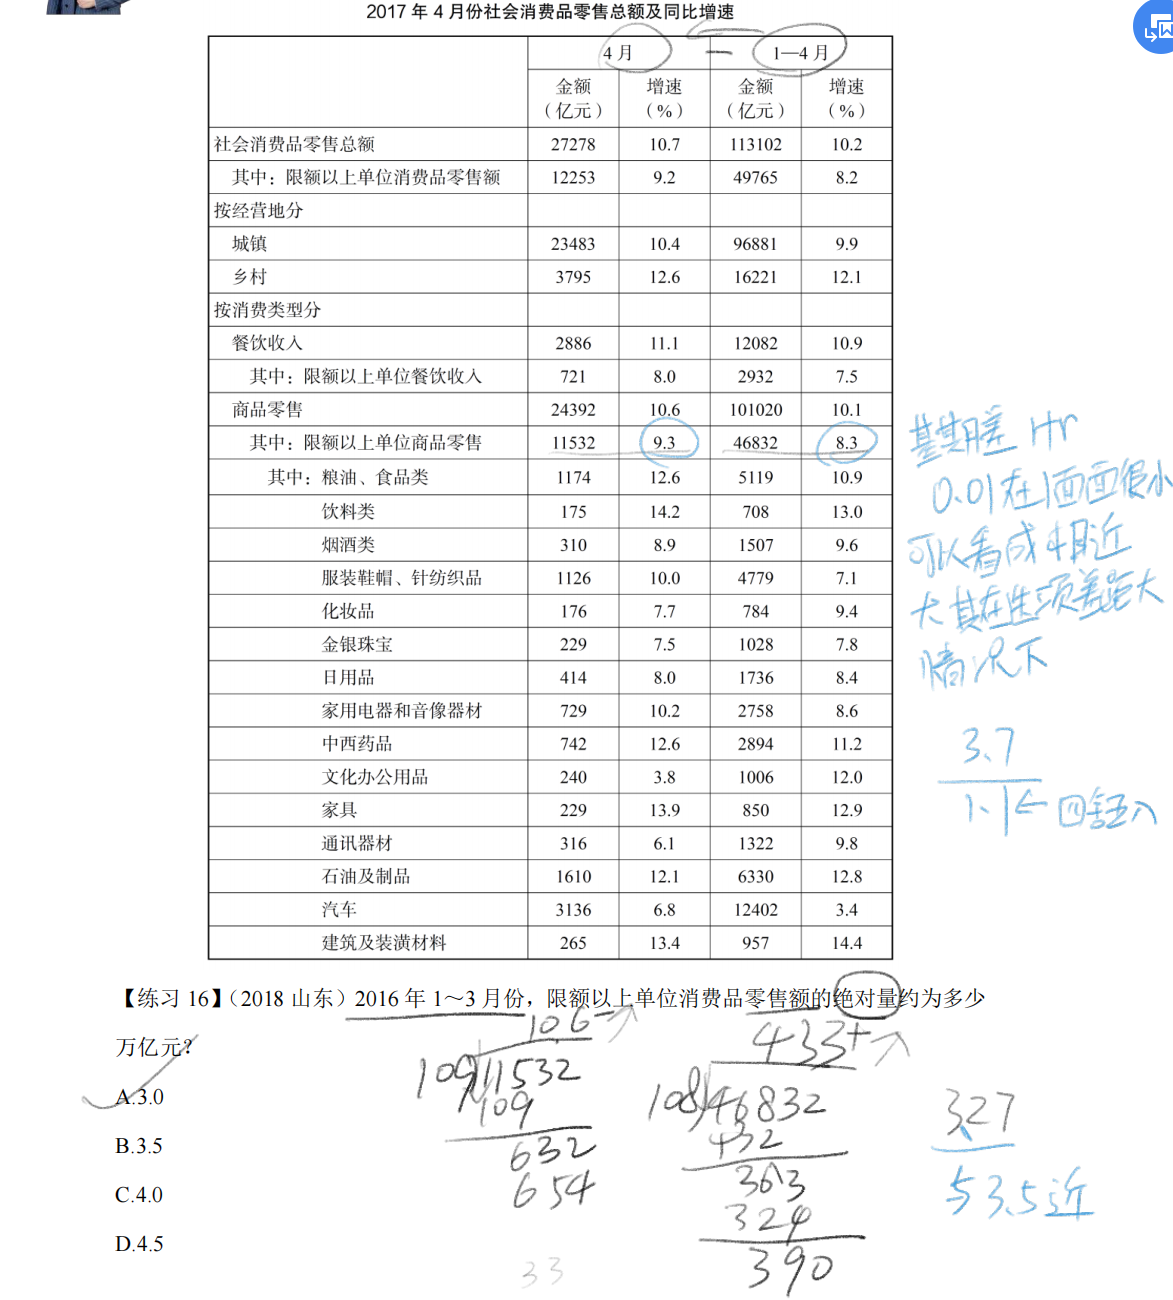 2017 年 4 月份社会消费品零售总额及同比增速
4 月 — 1—4 月
金额（亿元） 增速（%） 金额（亿元） 增速（%）
社会消费品零售总额 27278 10.7 113102 10.2
其中：限额以上单位消费品零售额 12253 9.2 49765 8.2
按经营地分
城镇 23483 10.4 96881 9.9
乡村 3795 12.6 16221 12.1
按消费类型分
餐饮收入 2886 11.1 12082 10.9
其中：限额以上单位餐饮收入 721 8.0 2932 7.5
商品零售 24392 10.6 101020 10.1
其中：限额以上单位商品零售 11532 9.3 46832 8.3
其中：粮油、食品类 1174 12.6 5119 10.9
饮料类 175 14.2 708 13.0
烟酒类 310 8.9 1507 9.6
服装鞋帽、针纺织品 1126 10.0 4779 7.1
化妆品 176 7.7 784 9.4
金银珠宝 229 7.5 1028 7.8
日用品 414 8.0 1736 8.4
家用电器和音像器材 729 10.2 2758 8.6
中西药品 742 12.6 2894 11.2
文化办公用品 240 3.8 1006 12.0
家具 229 13.9 850 12.9
通讯器材 316 6.1 1322 9.8
石油及制品 1610 12.1 6330 12.8
汽车 3136 6.8 12402 3.4
建筑及装潢材料 265 13.4 957 14.4
基期差 1+r
0.01在1面面很小
可以看成相近
尤其在选项差距大
情况下
3.7
1.1← 四舍五入
【练习 16】（2018 山东）2016 年 1～3 月份，限额以上单位消费品零售额的绝对量约为多少
万亿元？
A.3.0
B.3.5
C.4.0
D.4.5
106-
109 11532
109
632
654
33
433+
108 46832
432
363
324
390
327
与3.5近